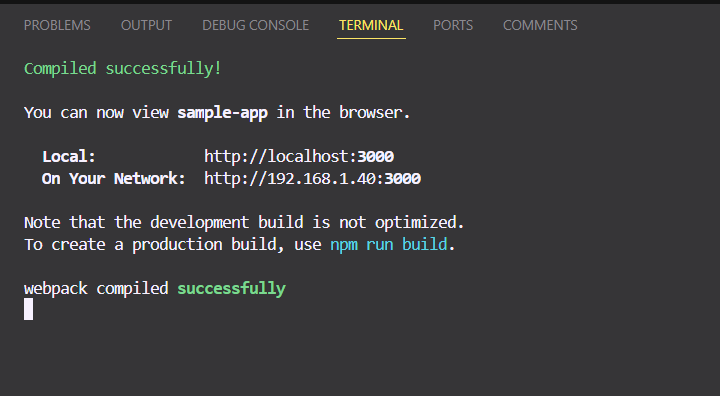 PROBLEMS OUTPUT DEBUG CONSOLE TERMINAL PORTS COMMENTS
Compiled successfully!
You can now view sample-app in the browser.
Local: http://localhost:3000
On Your Network: http://192.168.1.40:3000
Note that the development build is not optimized.
To create a production build, use npm run build.
webpack compiled successfully